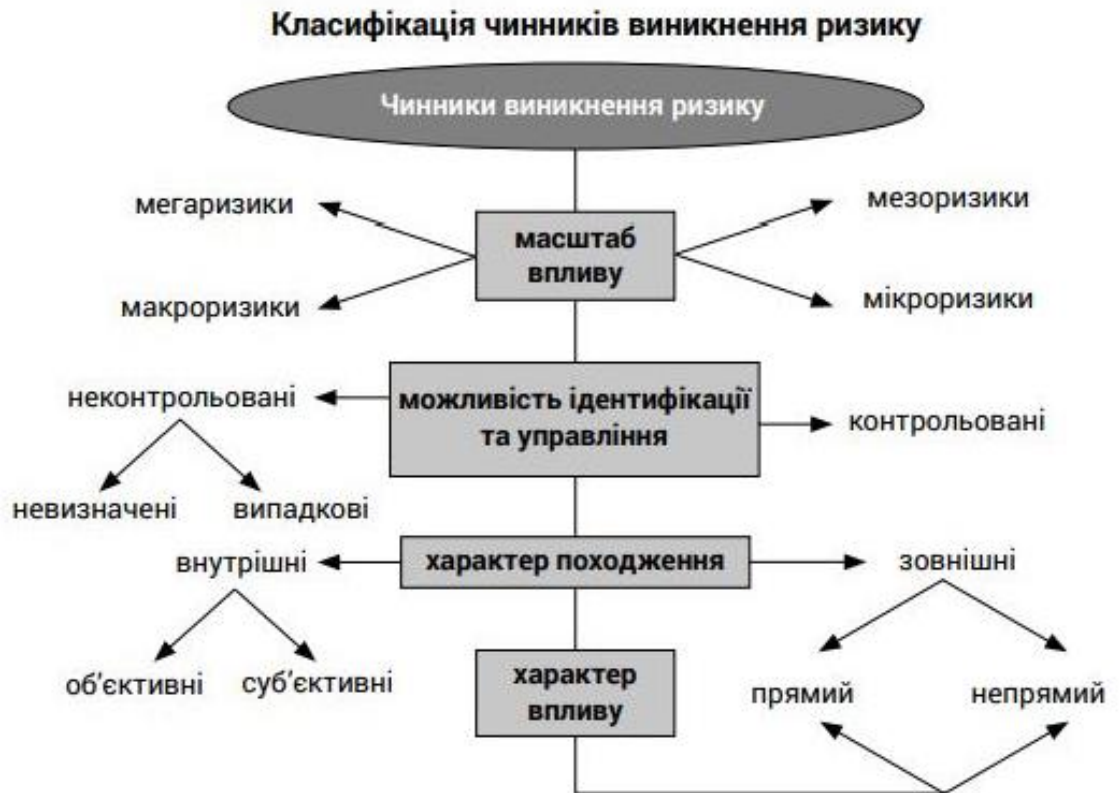 Класифікація чинників виникнення ризику
Чинники виникнення ризику
мегаризики
мезоризики
масштаб
впливу
макроризики
мікроризики
неконтрольовані
можливість ідентифікації
та управління
контрольовані
невизначені
випадкові
внутрішні
характер походження
зовнішні
об'єктивні
суб'єктивні
характер
впливу
прямий
непрямий